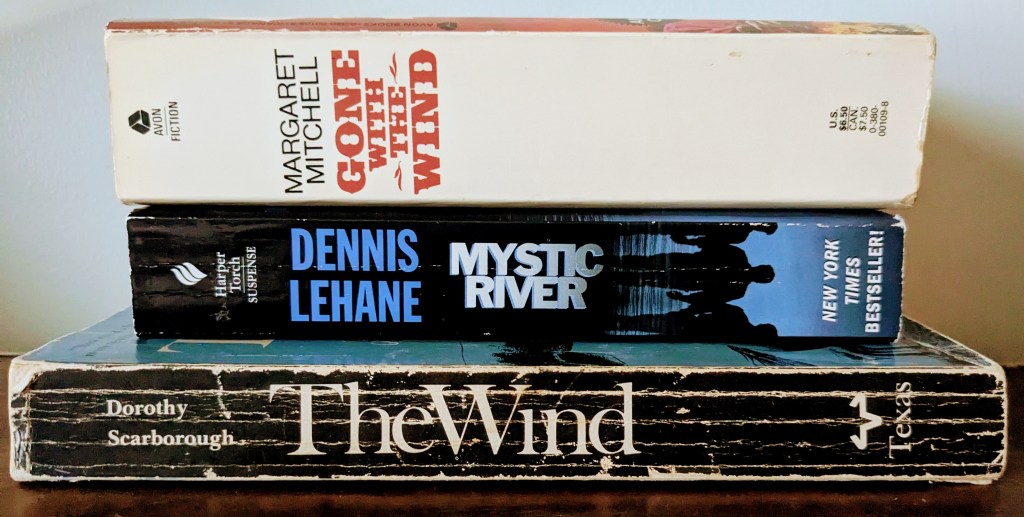 AVON
FICTION
MARGARET
MITCHELL
GONE
WITH
THE
WIND
U.S.
$6.50
CAN.
$7.50
0-380-
00109-8
Harper
Torch
SUSPENSE
DENNIS
LEHANE
MYSTIC
RIVER
NEW YORK
TIMES
BESTSELLER!
Dorothy
Scarborough
The Wind
Texas